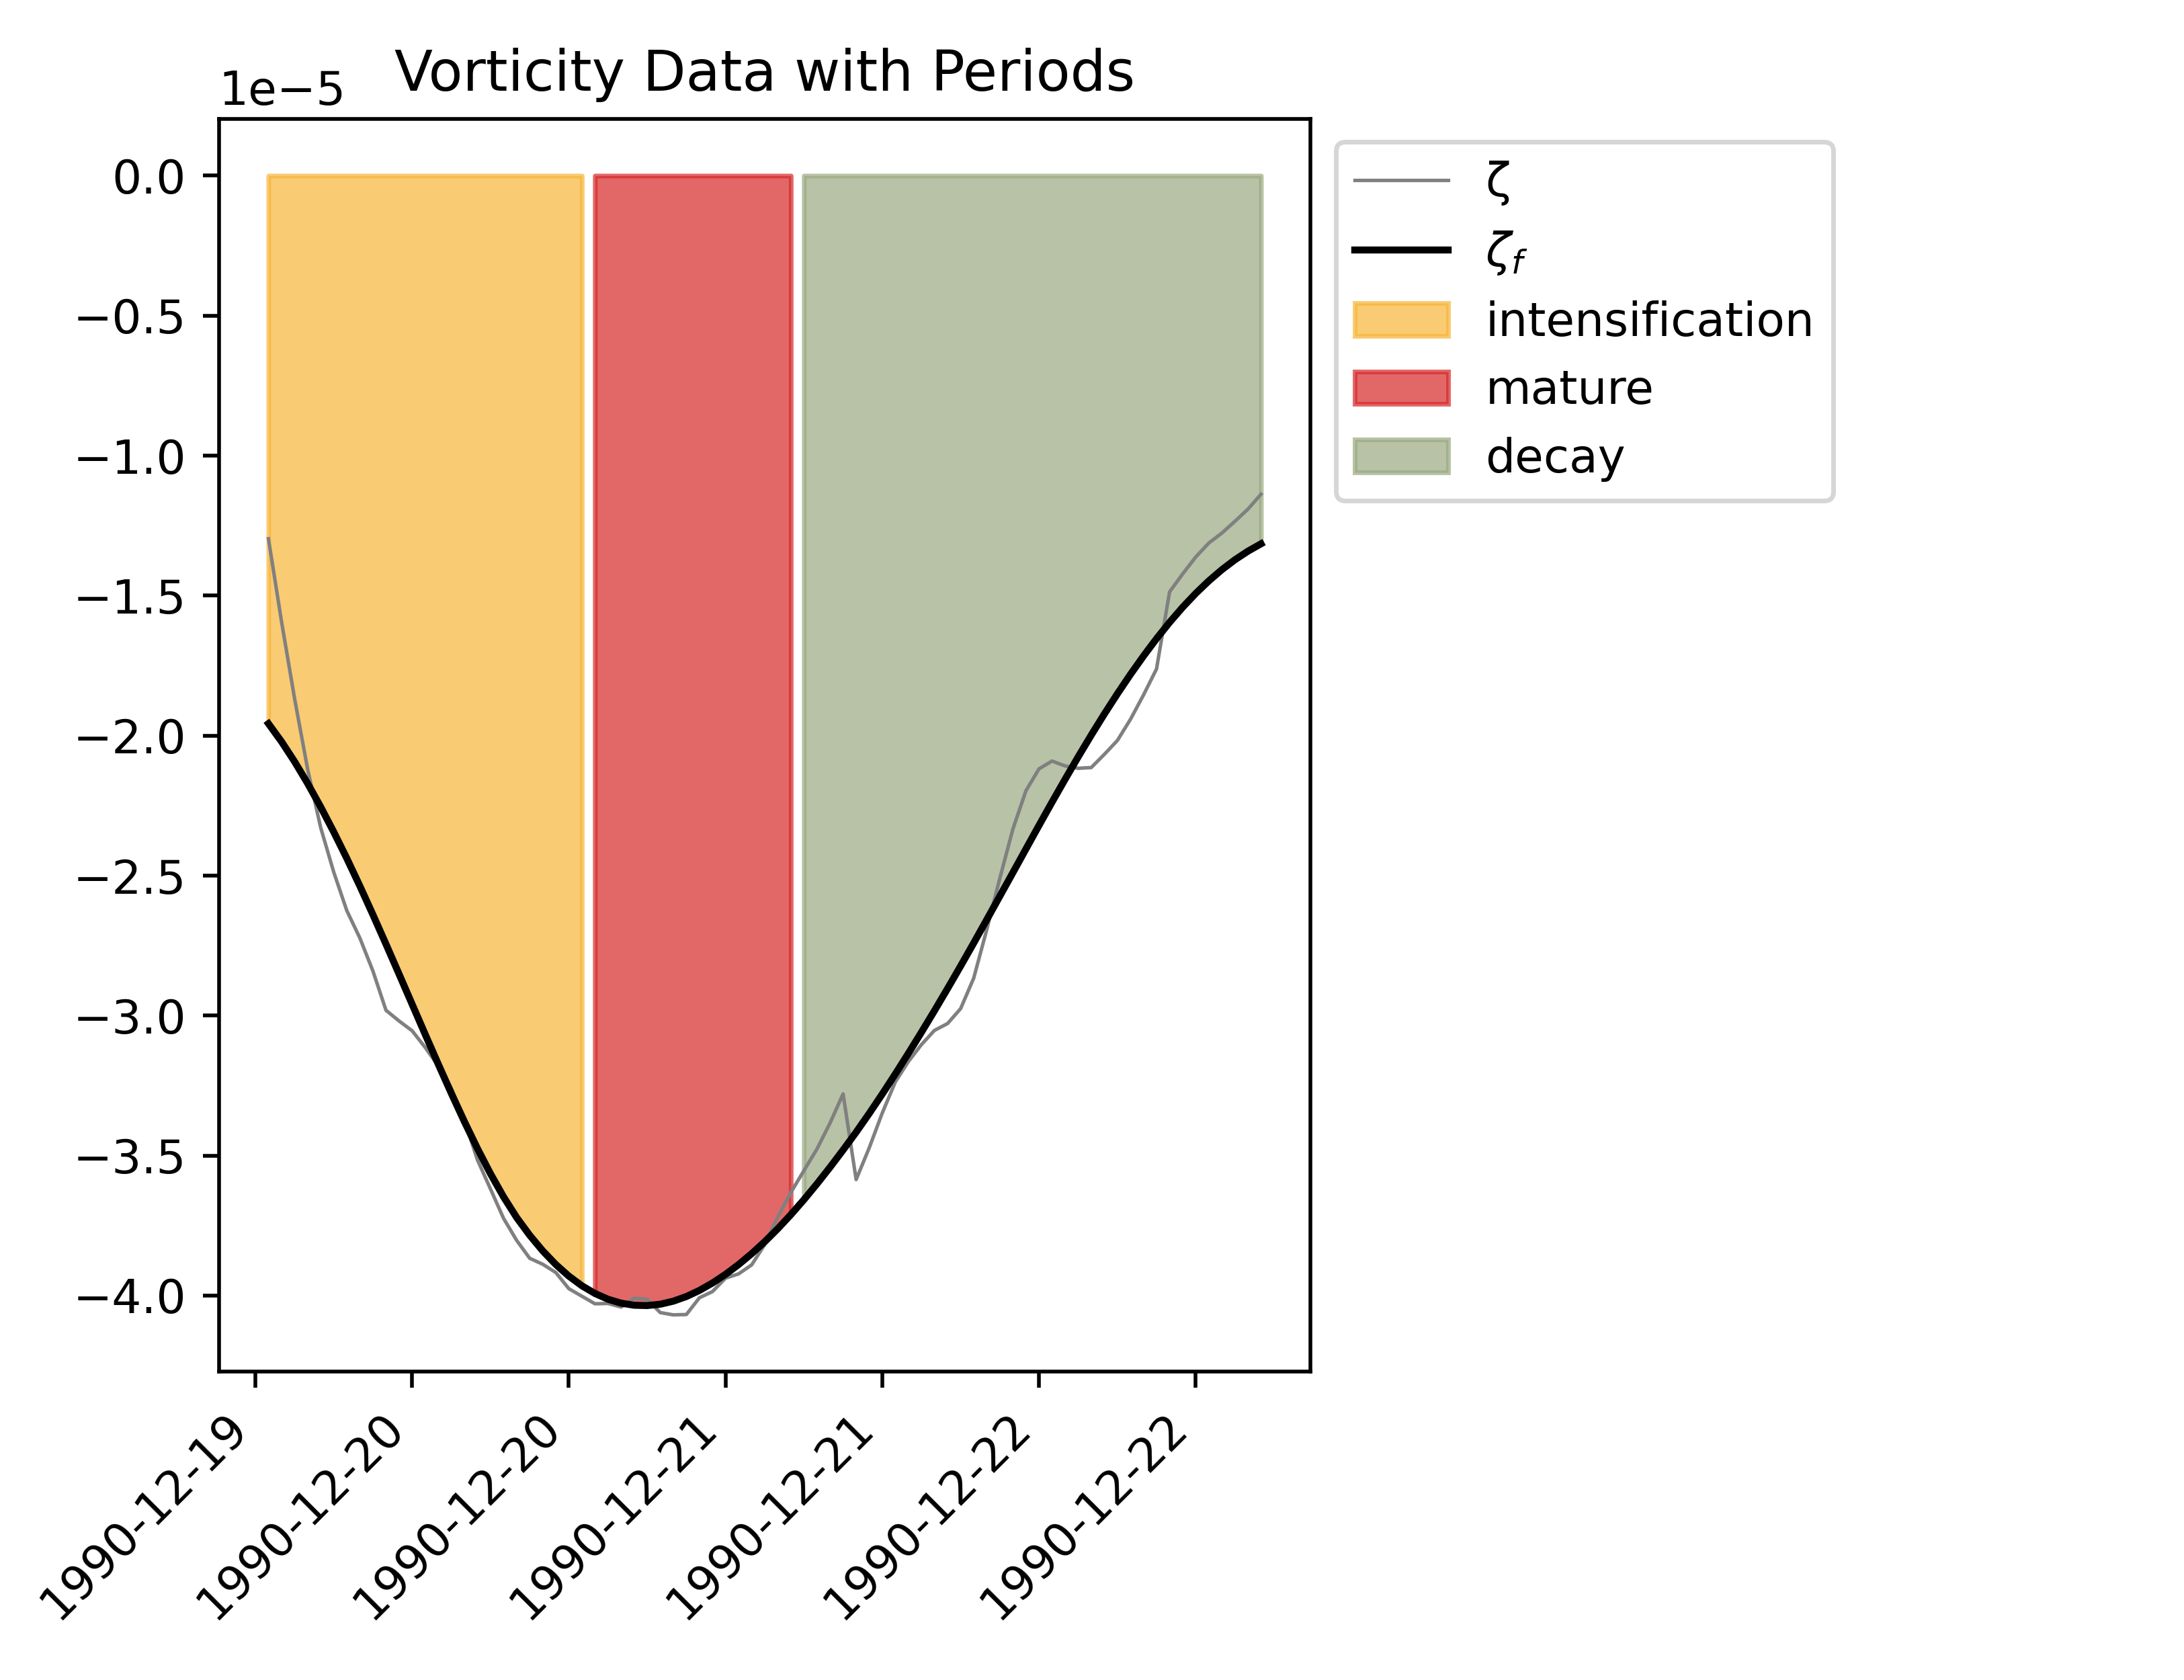 Vorticity Data with Periods
1e−5
0.0
−0.5
−1.0
−1.5
−2.0
−2.5
−3.0
−3.5
−4.0
1990-12-19
1990-12-20
1990-12-20
1990-12-21
1990-12-21
1990-12-22
1990-12-22
ζ
ζf
intensification
mature
decay